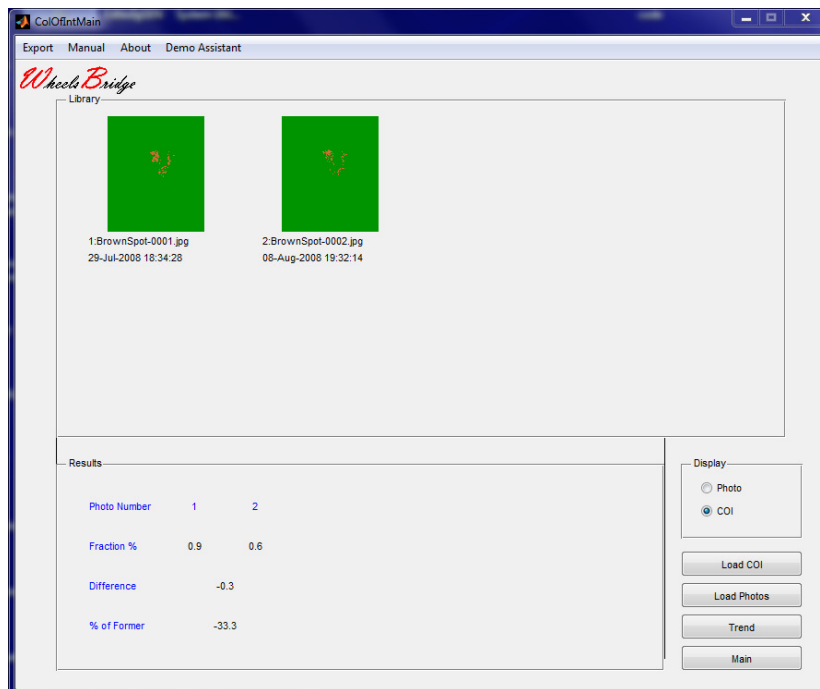 ColOfIntMain
Export Manual About Demo Assistant
WheelsBridge
Library
1:BrownSpot-0001.jpg
29-Jul-2008 18:34:28
2:BrownSpot-0002.jpg
08-Aug-2008 19:32:14
Results
Photo Number 1 2
Fraction % 0.9 0.6
Difference -0.3
% of Former -33.3
Display
Photo
COI
Load COI
Load Photos
Trend
Main